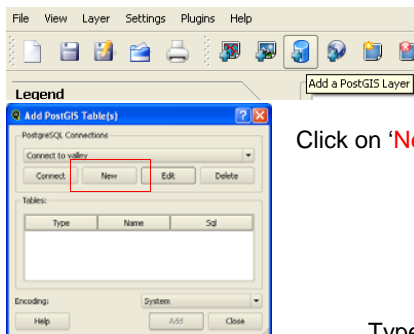 File View Layer Settings Plugins Help
Add a PostGIS Layer
Legend
Add PostGIS Table(s)
PostgreSQL Connections
Connect to valley
Connect New Edit Delete
Tables:
Type Name Sql
Encoding: System
Help Add Close
Click on ‘Ne
Type